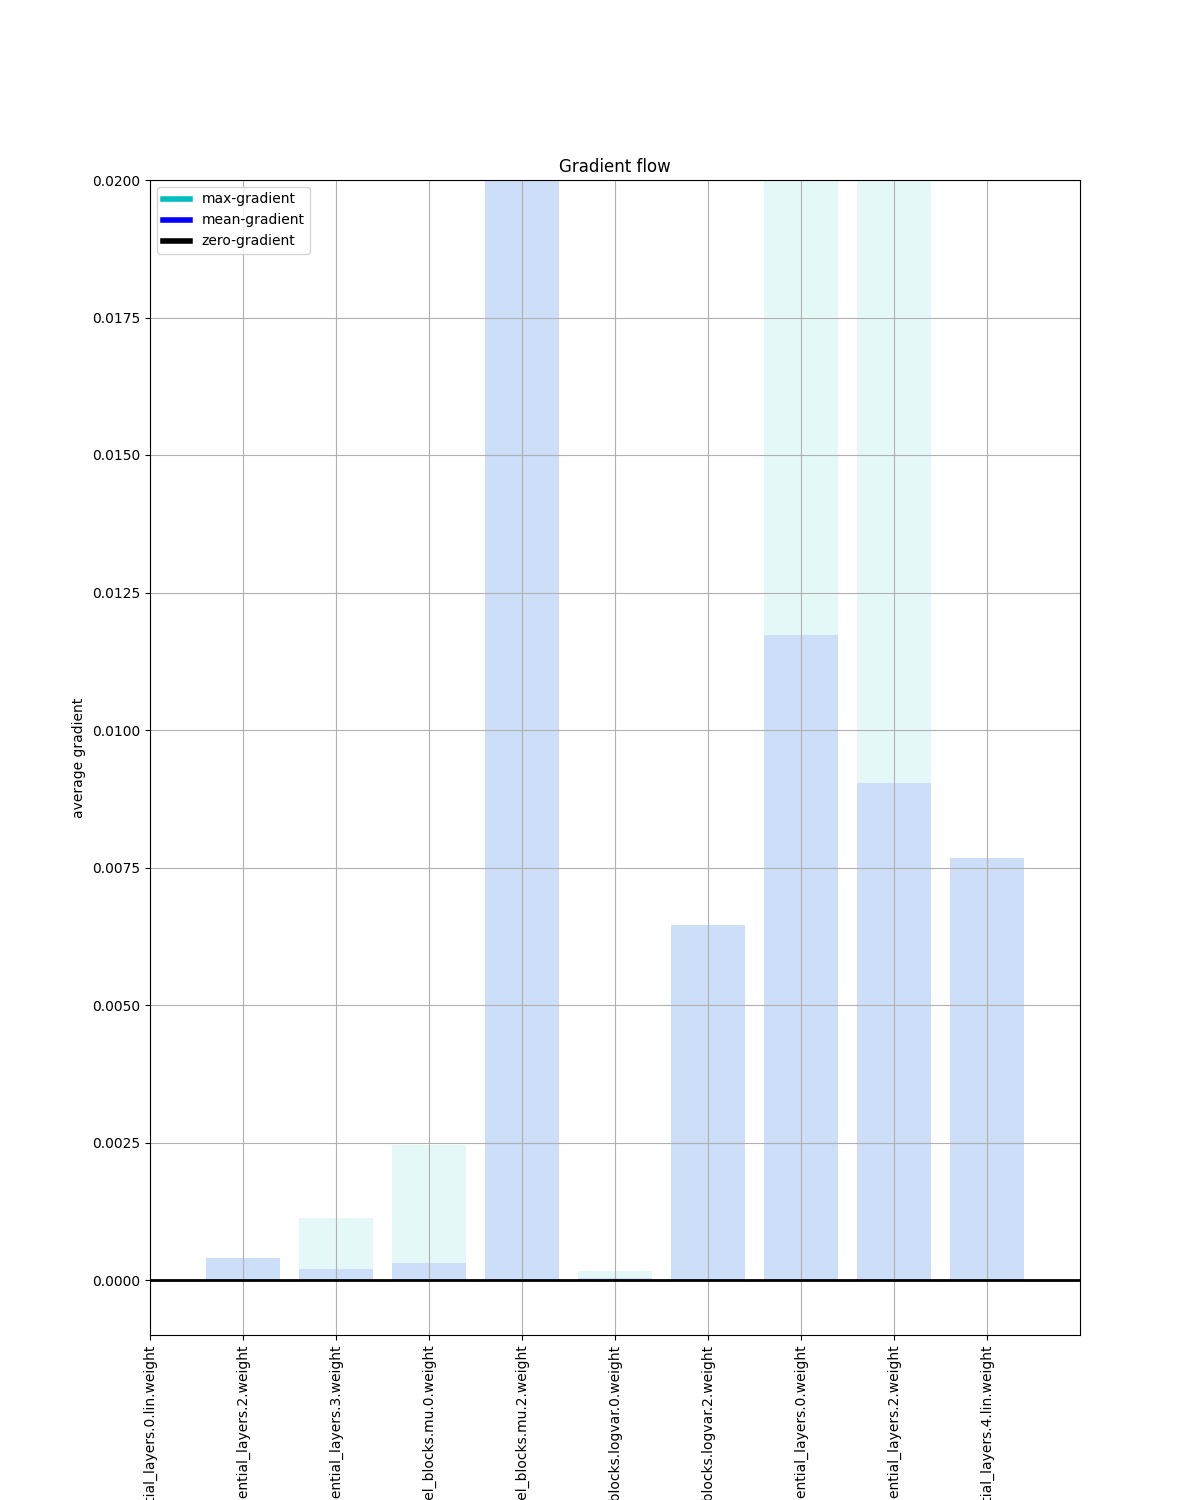 Gradient flow
max-gradient
mean-gradient
zero-gradient
average gradient
0.0200
0.0175
0.0150
0.0125
0.0100
0.0075
0.0050
0.0025
0.0000
tial_layers.0.lin.weight
ential_layers.2.weight
ential_layers.3.weight
el_blocks.mu.0.weight
el_blocks.mu.2.weight
blocks.logvar.0.weight
blocks.logvar.2.weight
ential_layers.0.weight
ential_layers.2.weight
tial_layers.4.lin.weight